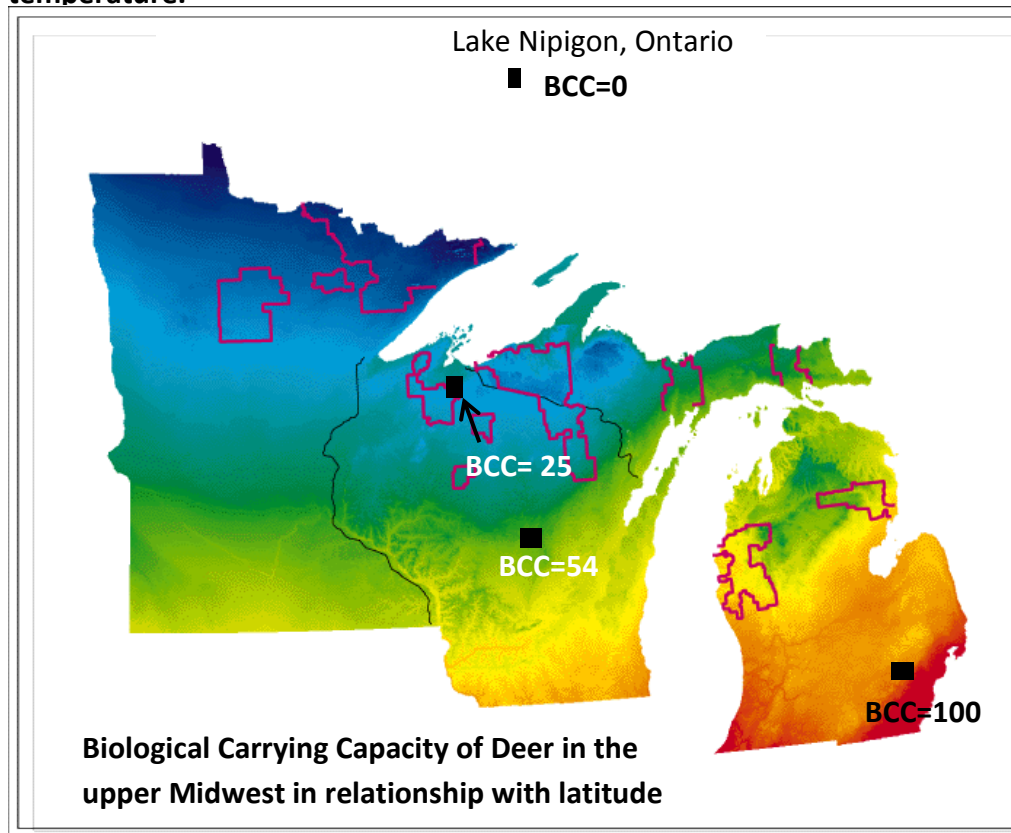 temperature.
Lake Nipigon, Ontario
BCC=0
BCC= 25
BCC=54
BCC=100
Biological Carrying Capacity of Deer in the
upper Midwest in relationship with latitude